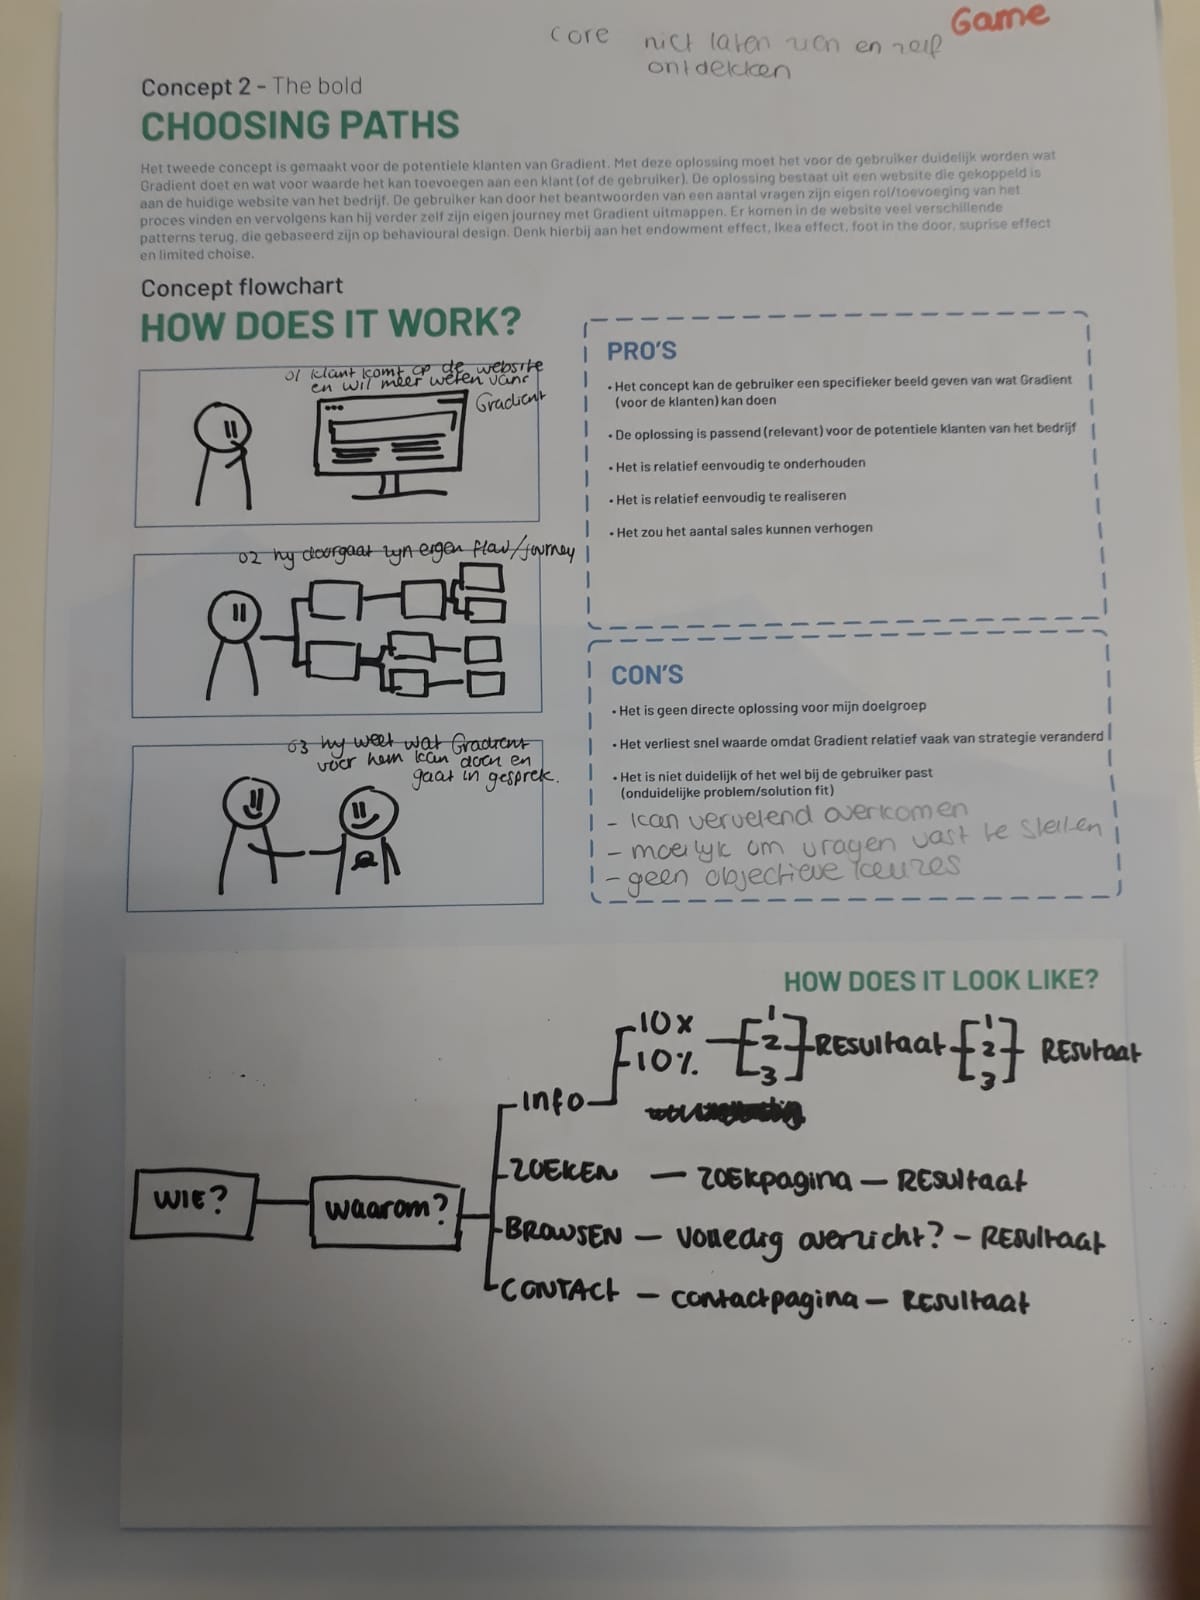 Game
core niet laten zien en zelf
ontdekken
Concept 2 - The bold
CHOOSING PATHS
Het tweede concept is gemaakt voor de potentiele klanten van Gradient. Met deze oplossing moet het voor de gebruiker duidelijk worden wat
Gradient doet en wat voor waarde het kan toevoegen aan een klant (of de gebruiker). De oplossing bestaat uit een website die gekoppeld is
aan de huidige website van het bedrijf. De gebruiker kan door het beantwoorden van een aantal vragen zijn eigen rol/toevoeging van het
proces vinden en vervolgens kan hij verder zelf zijn eigen journey met Gradient uitmappen. Er komen in de website veel verschillende
patterns terug, die gebaseerd zijn op behavioural design. Denk hierbij aan het endowment effect, Ikea effect, foot in the door, suprise effect
en limited choise.
Concept flowchart
HOW DOES IT WORK?
01 klant komt op de website
en wil meer weten van
Gradient
02 hij doorgaat zijn eigen flow/journey
03 hij weet wat Gradient
voor hem kan doen en
gaat in gesprek.
PRO'S
• Het concept kan de gebruiker een specifieker beeld geven van wat Gradient
(voor de klanten) kan doen
• De oplossing is passend (relevant) voor de potentiele klanten van het bedrijf
• Het is relatief eenvoudig te onderhouden
• Het is relatief eenvoudig te realiseren
• Het zou het aantal sales kunnen verhogen
CON'S
• Het is geen directe oplossing voor mijn doelgroep
• Het verliest snel waarde omdat Gradient relatief vaak van strategie veranderd
• Het is niet duidelijk of het wel bij de gebruiker past
(onduidelijke problem/solution fit)
- kan vervelend overkomen
- moeilijk om vragen vast te stellen
- geen objectieve keuzes
HOW DOES IT LOOK LIKE?
WIE?
waarom?
Info
10x
10%
1
2
3
RESUltaat
1
2
3
RESUltaat
ZOEKEN — ZOEKpagina — RESUltaat
BROWSEN — Volledig overzicht? — RESUltaat
CONTACT — contactpagina — RESUltaat